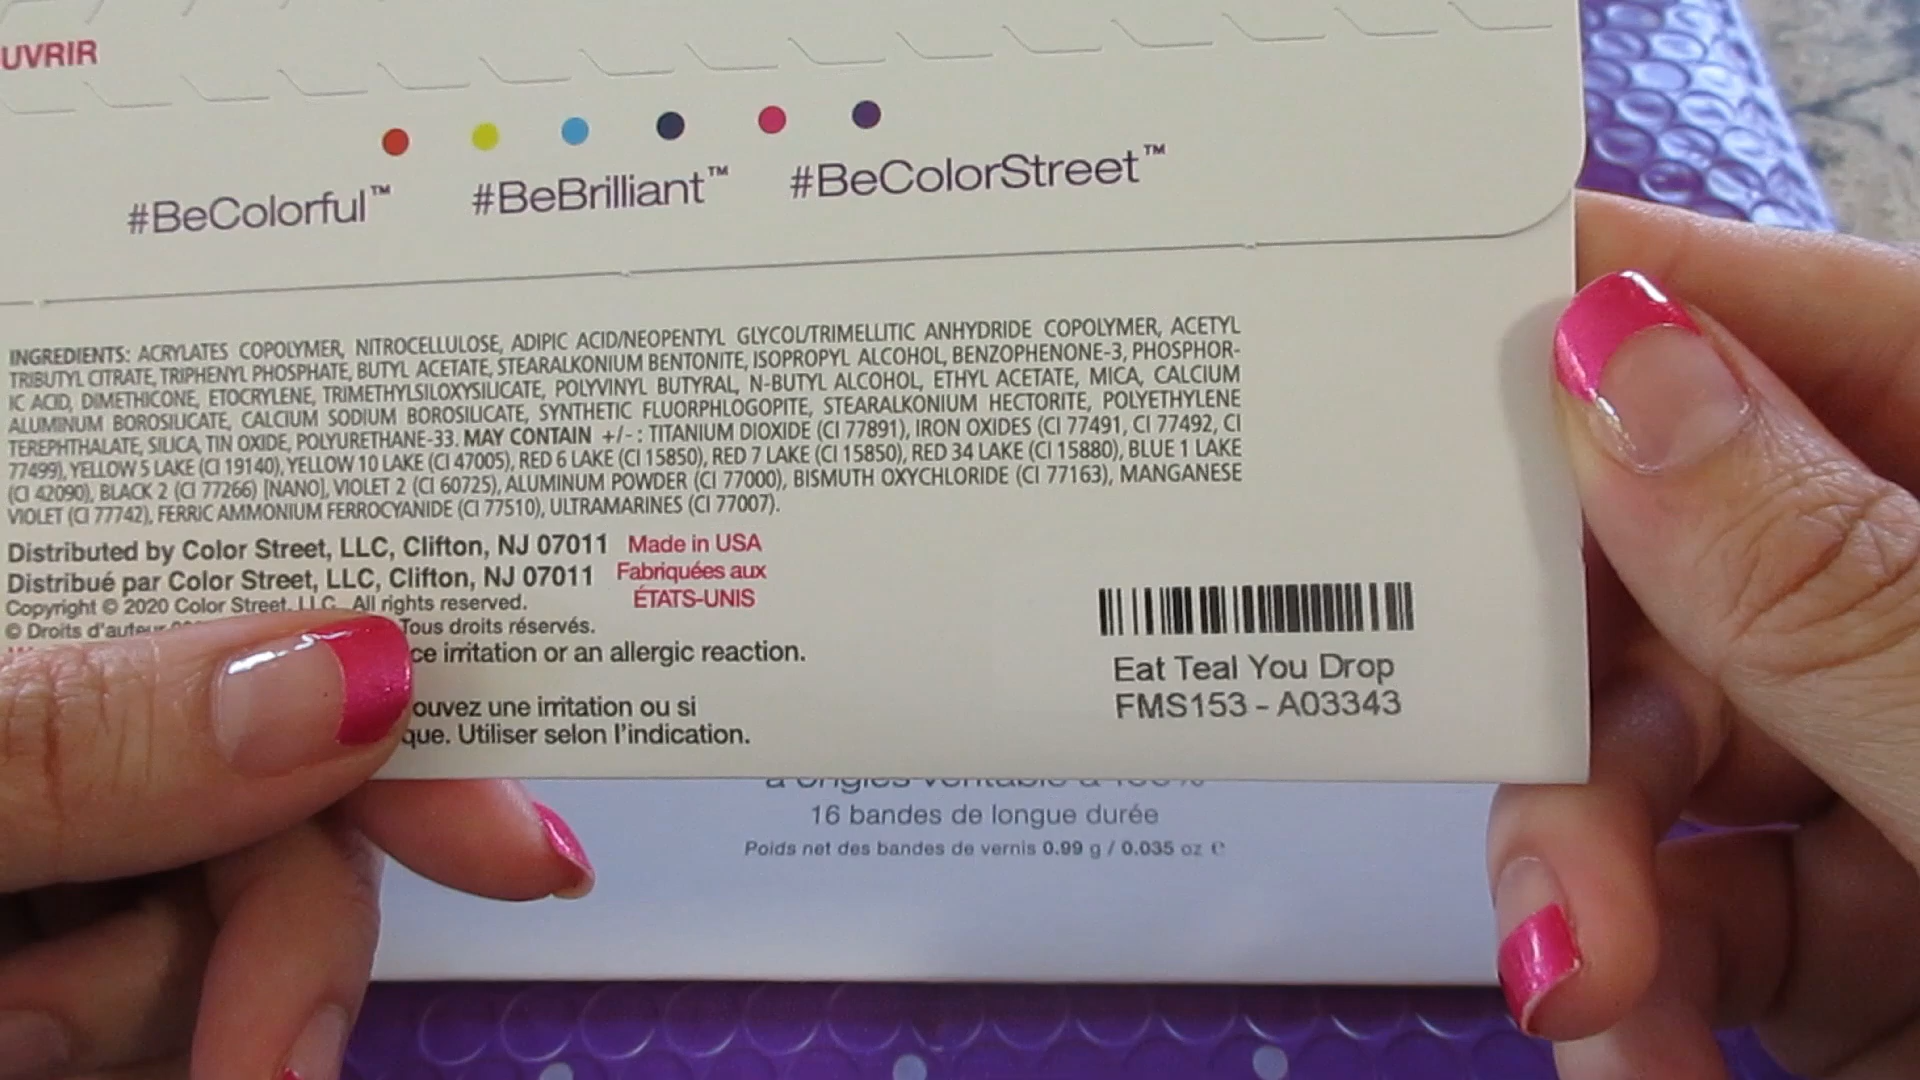 UVRIR
#BeColorful™ #BeBrilliant™ #BeColorStreet™
INGREDIENTS: ACRYLATES COPOLYMER, NITROCELLULOSE, ADIPIC ACID/NEOPENTYL GLYCOL/TRIMELLITIC ANHYDRIDE COPOLYMER, ACETYL
TRIBUTYL CITRATE, TRIPHENYL PHOSPHATE, BUTYL ACETATE, STEARALKONIUM BENTONITE, ISOPROPYL ALCOHOL, BENZOPHENONE-3, PHOSPHOR-
IC ACID, DIMETHICONE, ETOCRYLENE, TRIMETHYLSILOXYSILICATE, POLYVINYL BUTYRAL, N-BUTYL ALCOHOL, ETHYL ACETATE, MICA, CALCIUM
ALUMINUM BOROSILICATE, CALCIUM SODIUM BOROSILICATE, SYNTHETIC FLUORPHLOGOPITE, STEARALKONIUM HECTORITE, POLYETHYLENE
TEREPHTHALATE, SILICA, TIN OXIDE, POLYURETHANE-33. MAY CONTAIN +/-: TITANIUM DIOXIDE (CI 77891), IRON OXIDES (CI 77491, CI 77492, CI
77499), YELLOW 5 LAKE (CI 19140), YELLOW 10 LAKE (CI 47005), RED 6 LAKE (CI 15850), RED 7 LAKE (CI 15850), RED 34 LAKE (CI 15880), BLUE 1 LAKE
(CI 42090), BLACK 2 (CI 77266) [NANO], VIOLET 2 (CI 60725), ALUMINUM POWDER (CI 77000), BISMUTH OXYCHLORIDE (CI 77163), MANGANESE
VIOLET (CI 77742), FERRIC AMMONIUM FERROCYANIDE (CI 77510), ULTRAMARINES (CI 77007).
Distributed by Color Street, LLC, Clifton, NJ 07011 Made in USA
Distribué par Color Street, LLC, Clifton, NJ 07011 Fabriquées aux
ÉTATS-UNIS
Copyright © 2020 Color Street, LLC. All rights reserved.
© Droits d'auteur Tous droits réservés.
ce irritation or an allergic reaction.
ouvez une irritation ou si
que. Utiliser selon l'indication.
Eat Teal You Drop
FMS153 - A03343
à ongles véritable à 100%
16 bandes de longue durée
Poids net des bandes de vernis 0.99 g / 0.035 oz e